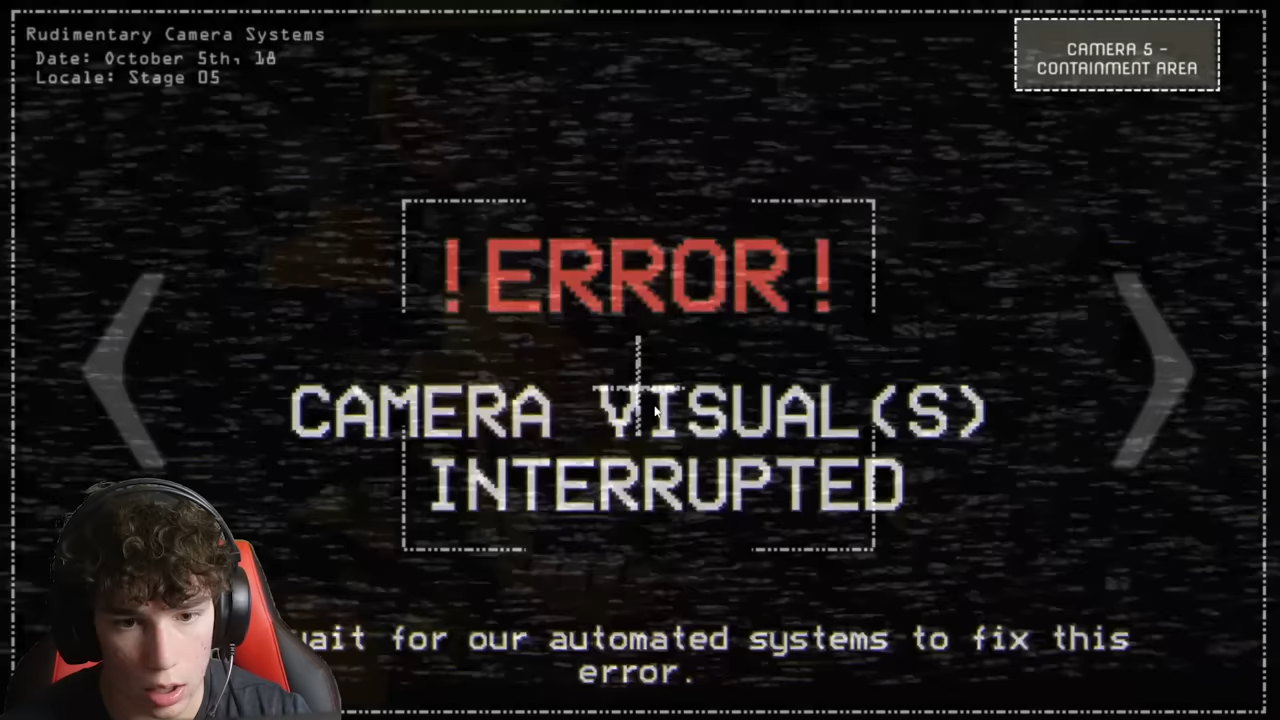 Rudimentary Camera Systems
Date: October 5th, 18
Locale: Stage 05
CAMERA 5 -
CONTAINMENT AREA
!ERROR!
CAMERA VISUAL(S)
INTERRUPTED
wait for our automated systems to fix this
error.